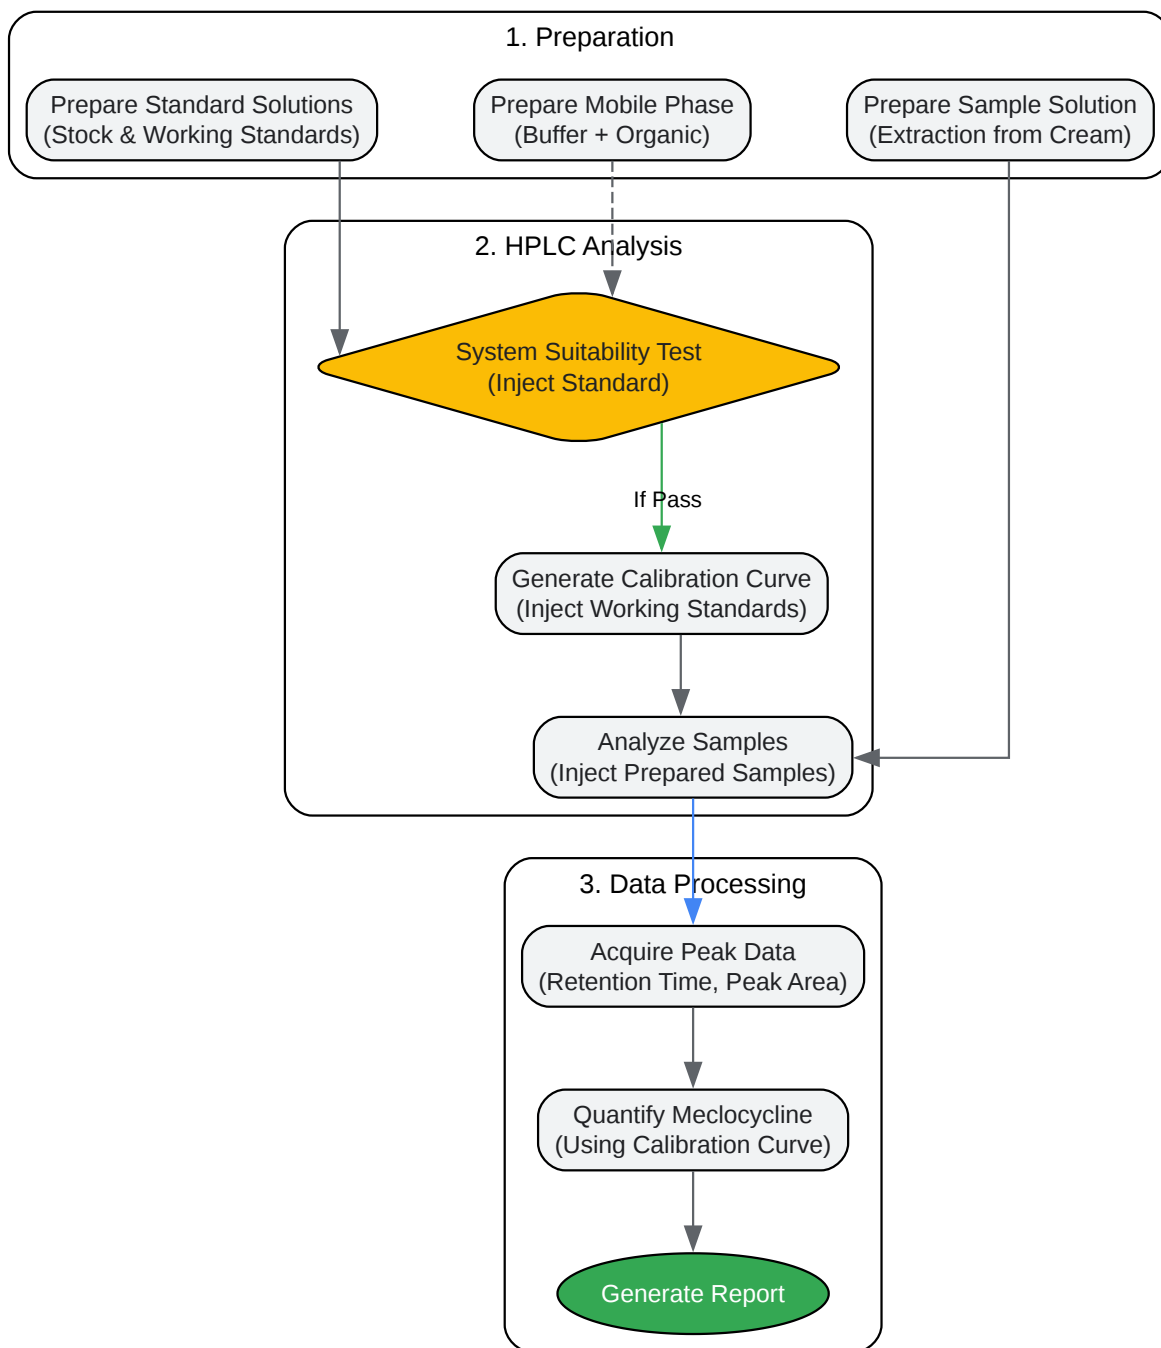 1. Preparation
Prepare Standard Solutions
(Stock & Working Standards)
Prepare Mobile Phase
(Buffer + Organic)
Prepare Sample Solution
(Extraction from Cream)
2. HPLC Analysis
System Suitability Test
(Inject Standard)
If Pass
Generate Calibration Curve
(Inject Working Standards)
Analyze Samples
(Inject Prepared Samples)
3. Data Processing
Acquire Peak Data
(Retention Time, Peak Area)
Quantify Meclocycline
(Using Calibration Curve)
Generate Report